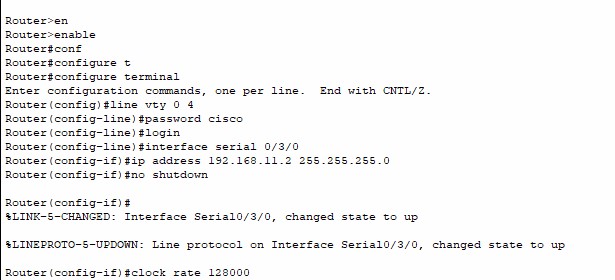 Router>en
Router>enable
Router#conf
Router#configure t
Router#configure terminal
Enter configuration commands, one per line.  End with CNTL/Z.
Router(config)#line vty 0 4
Router(config-line)#password cisco
Router(config-line)#login
Router(config-line)#interface serial 0/3/0
Router(config-if)#ip address 192.168.11.2 255.255.255.0
Router(config-if)#no shutdown
Router(config-if)#
%LINK-5-CHANGED: Interface Serial0/3/0, changed state to up
%LINEPROTO-5-UPDOWN: Line protocol on Interface Serial0/3/0, changed state to up
Router(config-if)#clock rate 128000